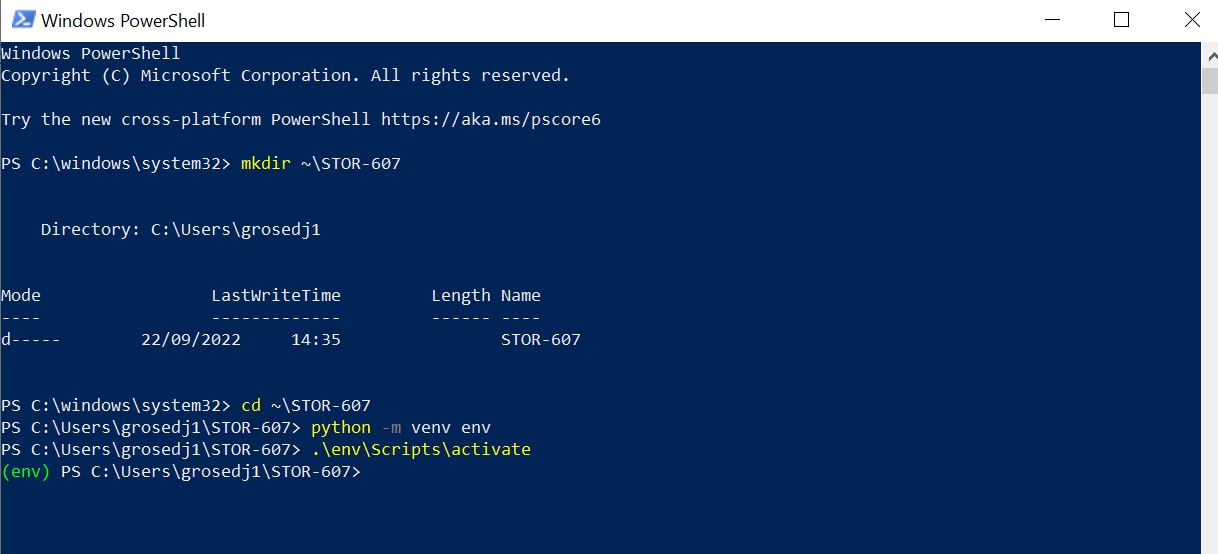 Windows PowerShell
Windows PowerShell
Copyright (C) Microsoft Corporation. All rights reserved.
Try the new cross-platform PowerShell https://aka.ms/pscore6
PS C:\windows\system32> mkdir ~\STOR-607
Directory: C:\Users\grosedj1
Mode                 LastWriteTime         Length Name
----                 -------------         ------ ----
d-----        22/09/2022     14:35                STOR-607
PS C:\windows\system32> cd ~\STOR-607
PS C:\Users\grosedj1\STOR-607> python -m venv env
PS C:\Users\grosedj1\STOR-607> .\env\Scripts\activate
(env) PS C:\Users\grosedj1\STOR-607>